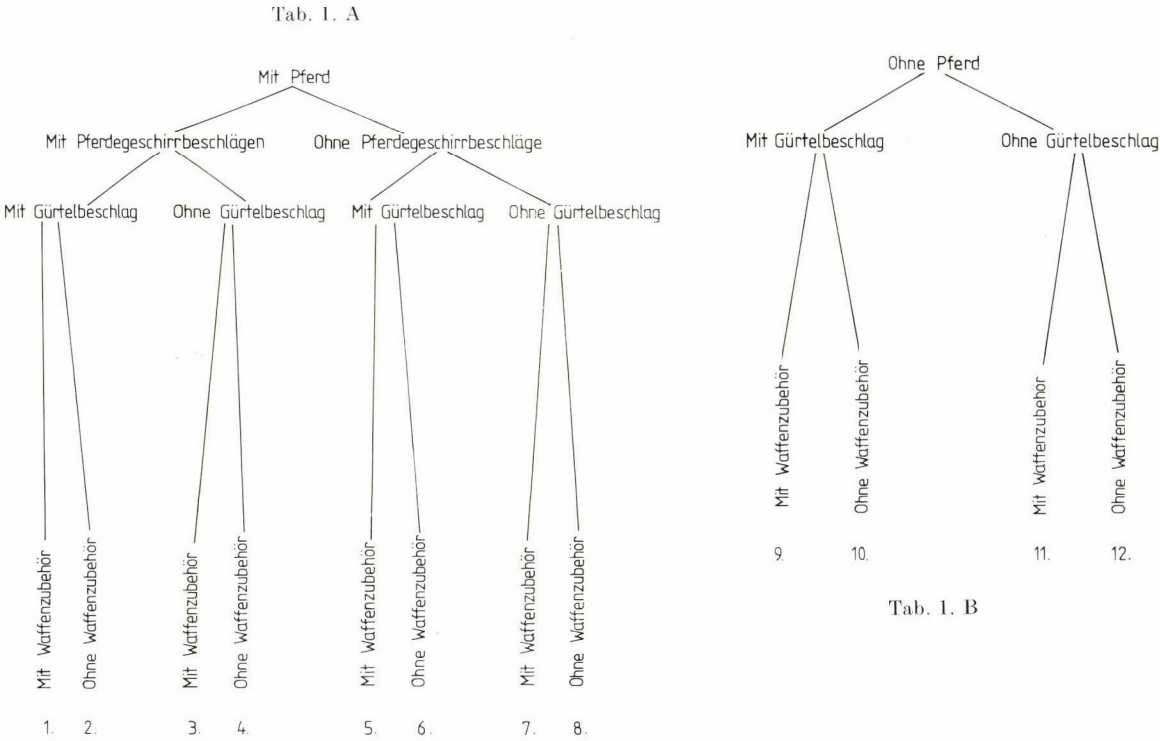 Tab. 1. A
Mit Pferd
Mit Pferdegeschirrbeschlägen Ohne Pferdegeschirrbeschläge
Mit Gürtelbeschlag Ohne Gürtelbeschlag Mit Gürtelbeschlag Ohne Gürtelbeschlag
Mit Waffenzubehör
Ohne Waffenzubehör
Mit Waffenzubehör
Ohne Waffenzubehör
Mit Waffenzubehör
Ohne Waffenzubehör
Mit Waffenzubehör
Ohne Waffenzubehör
1. 2. 3. 4. 5. 6. 7. 8.
Ohne Pferd
Mit Gürtelbeschlag Ohne Gürtelbeschlag
Mit Waffenzubehör
Ohne Waffenzubehör
Mit Waffenzubehör
Ohne Waffenzubehör
9. 10. 11. 12.
Tab. 1. B